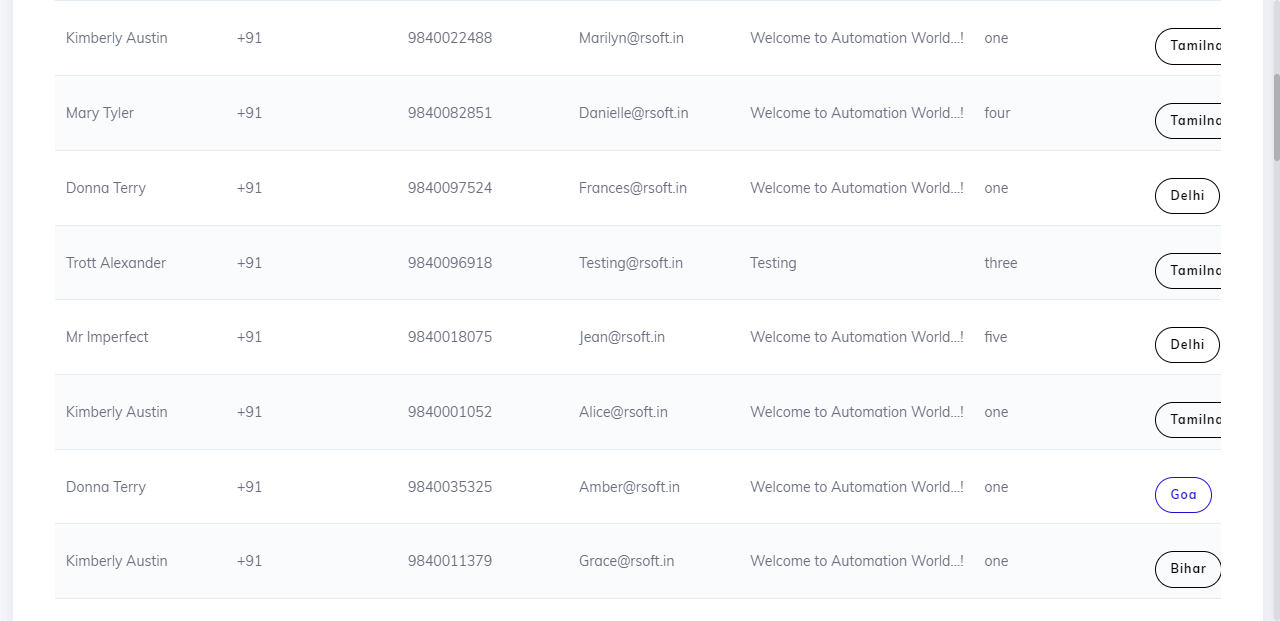 Kimberly Austin +91 9840022488 Marilyn@rsoft.in Welcome to Automation World...! one Tamilna
Mary Tyler +91 9840082851 Danielle@rsoft.in Welcome to Automation World...! four Tamilna
Donna Terry +91 9840097524 Frances@rsoft.in Welcome to Automation World...! one Delhi
Trott Alexander +91 9840096918 Testing@rsoft.in Testing three Tamilna
Mr Imperfect +91 9840018075 Jean@rsoft.in Welcome to Automation World...! five Delhi
Kimberly Austin +91 9840001052 Alice@rsoft.in Welcome to Automation World...! one Tamilna
Donna Terry +91 9840035325 Amber@rsoft.in Welcome to Automation World...! one Goa
Kimberly Austin +91 9840011379 Grace@rsoft.in Welcome to Automation World...! one Bihar